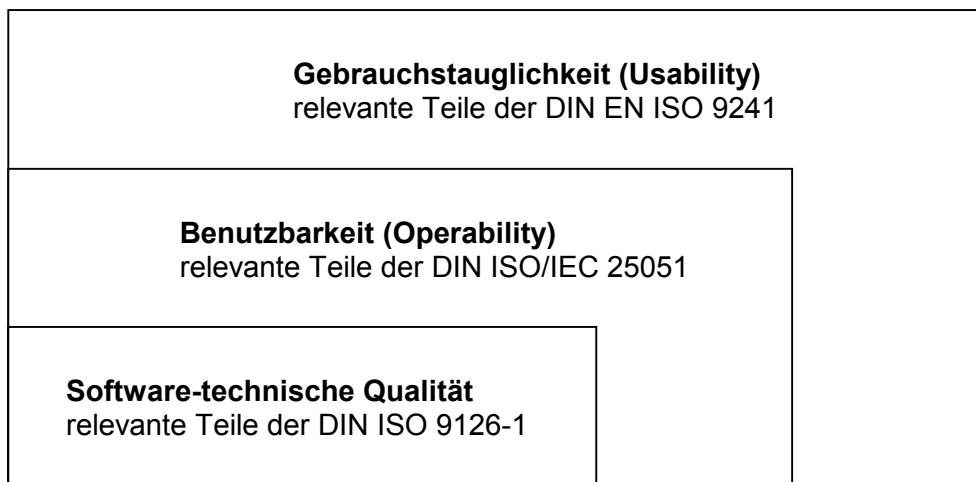 Gebrauchstauglichkeit (Usability)
relevante Teile der DIN EN ISO 9241
Benutzbarkeit (Operability)
relevante Teile der DIN ISO/IEC 25051
Software-technische Qualität
relevante Teile der DIN ISO 9126-1